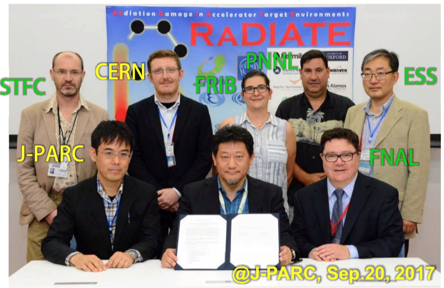 Radiation Damage In Accelerator Target Environments
RaDIATE
PNNL
CERN
FRIB
STFC
ESS
J-PARC
FNAL
@J-PARC, Sep.20, 2017